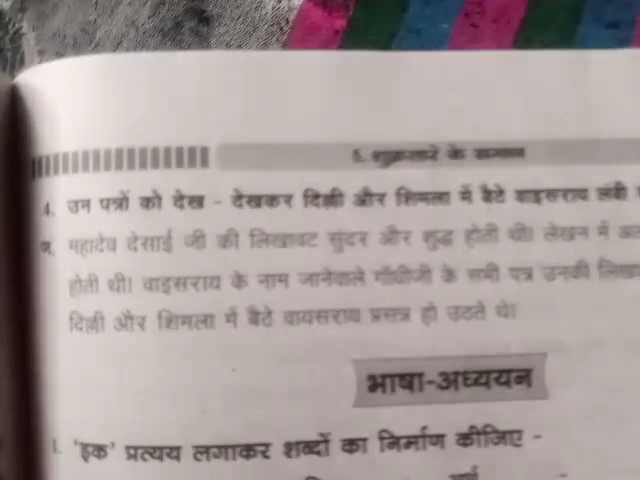 5. शुक्रतारे के समान
4. उन पत्रों को देख - देखकर दिल्ली और शिमला में बैठे वाइसराय लंबी
महादेव देसाई जी की लिखावट सुंदर और शुद्ध होती थी। लेखन में
होती थी। वाइसराय के नाम जानेवाले गाँधीजी के सभी पत्र उनकी
दिल्ली और शिमला में बैठे वायसराय प्रसन्न हो उठते थे।
भाषा-अध्ययन
1. 'इक' प्रत्यय लगाकर शब्दों का निर्माण कीजिए -